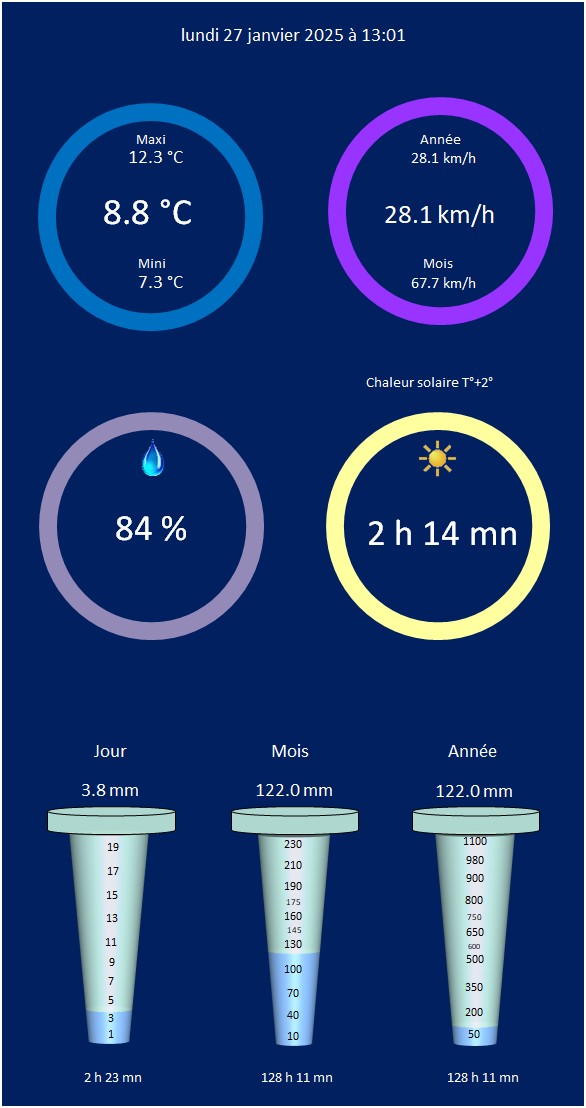 lundi 27 janvier 2025 à 13:01
Maxi
12.3 °C
8.8 °C
Mini
7.3 °C
Année
28.1 km/h
28.1 km/h
Mois
67.7 km/h
Chaleur solaire T°+2°
84 %
2 h 14 mn
Jour
3.8 mm
19
17
15
13
11
9
7
5
3
1
2 h 23 mn
Mois
122.0 mm
230
210
190
175
160
145
130
100
70
40
10
128 h 11 mn
Année
122.0 mm
1100
980
900
800
750
650
600
500
350
200
50
128 h 11 mn